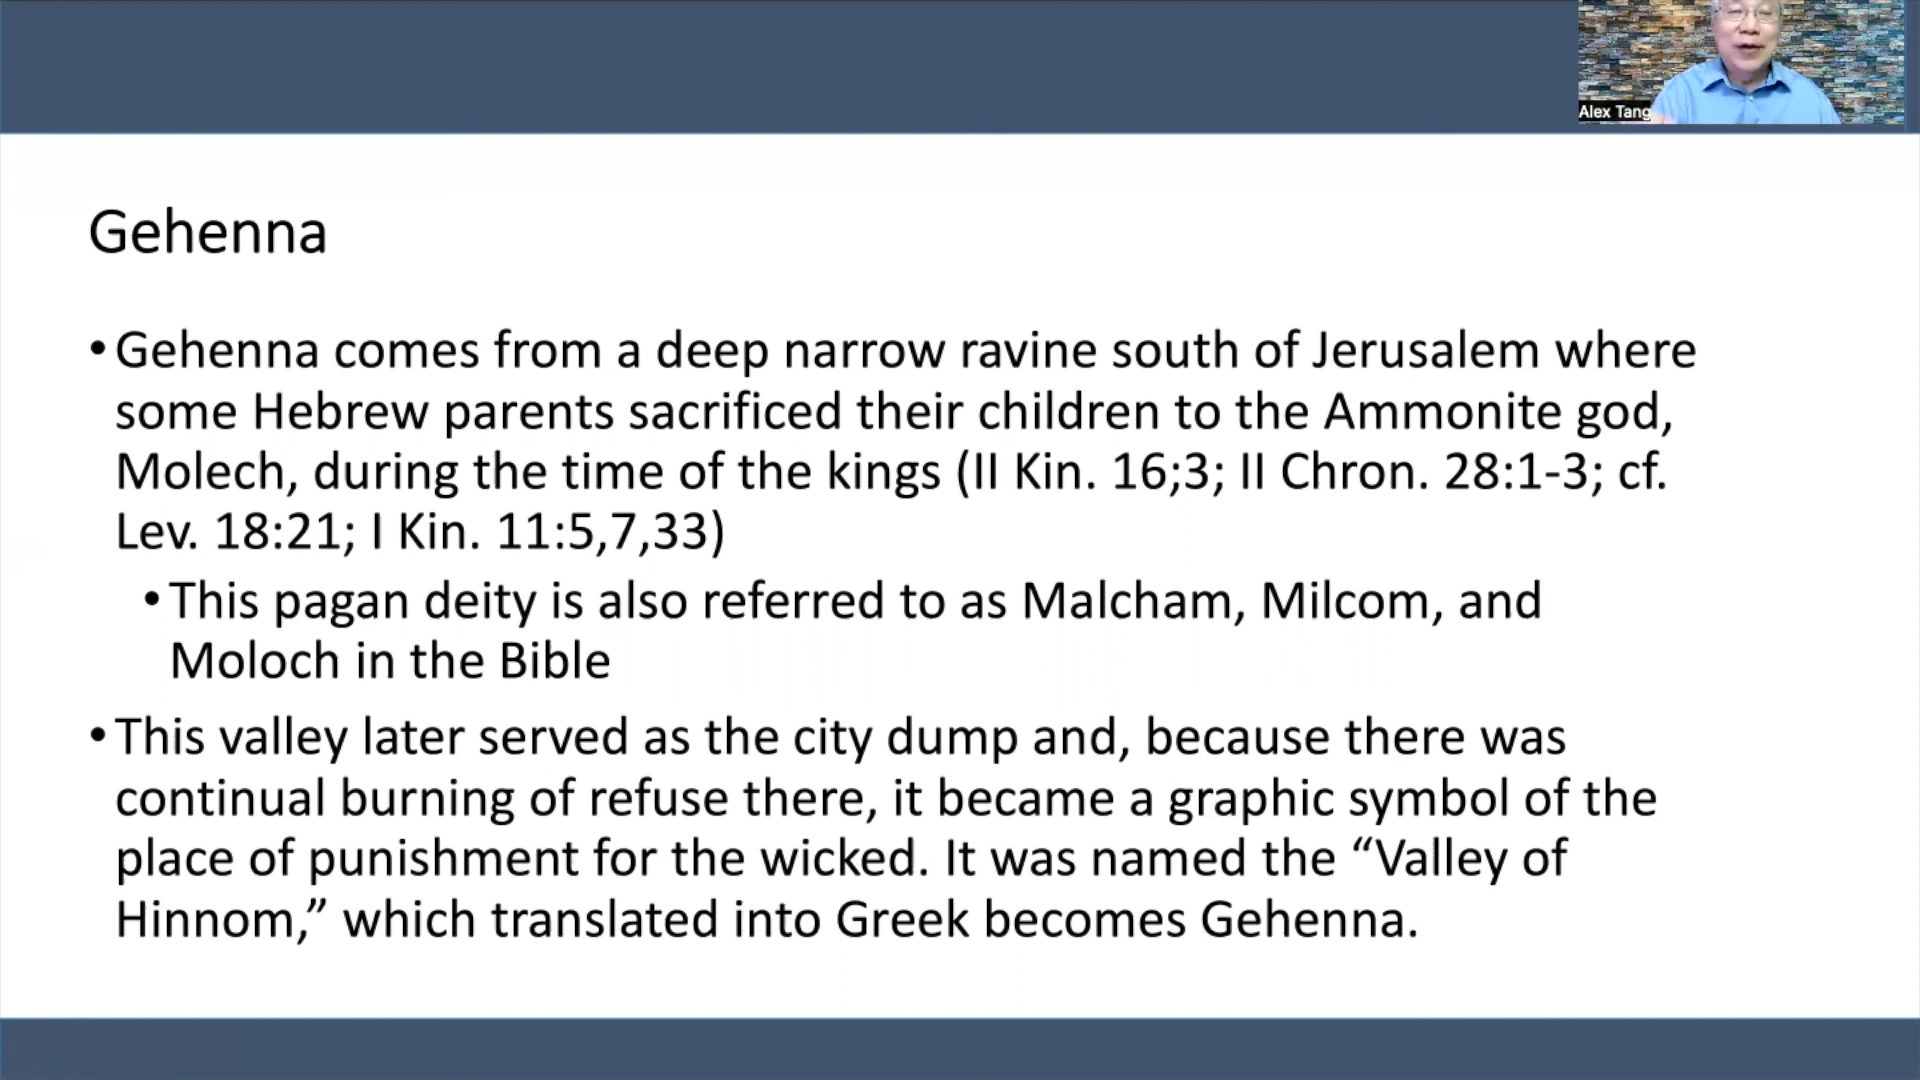 Alex Tang
Gehenna
• Gehenna comes from a deep narrow ravine south of Jerusalem where
some Hebrew parents sacrificed their children to the Ammonite god,
Molech, during the time of the kings (II Kin. 16;3; II Chron. 28:1-3; cf.
Lev. 18:21; I Kin. 11:5,7,33)
• This pagan deity is also referred to as Malcham, Milcom, and
Moloch in the Bible
• This valley later served as the city dump and, because there was
continual burning of refuse there, it became a graphic symbol of the
place of punishment for the wicked. It was named the “Valley of
Hinnom,” which translated into Greek becomes Gehenna.